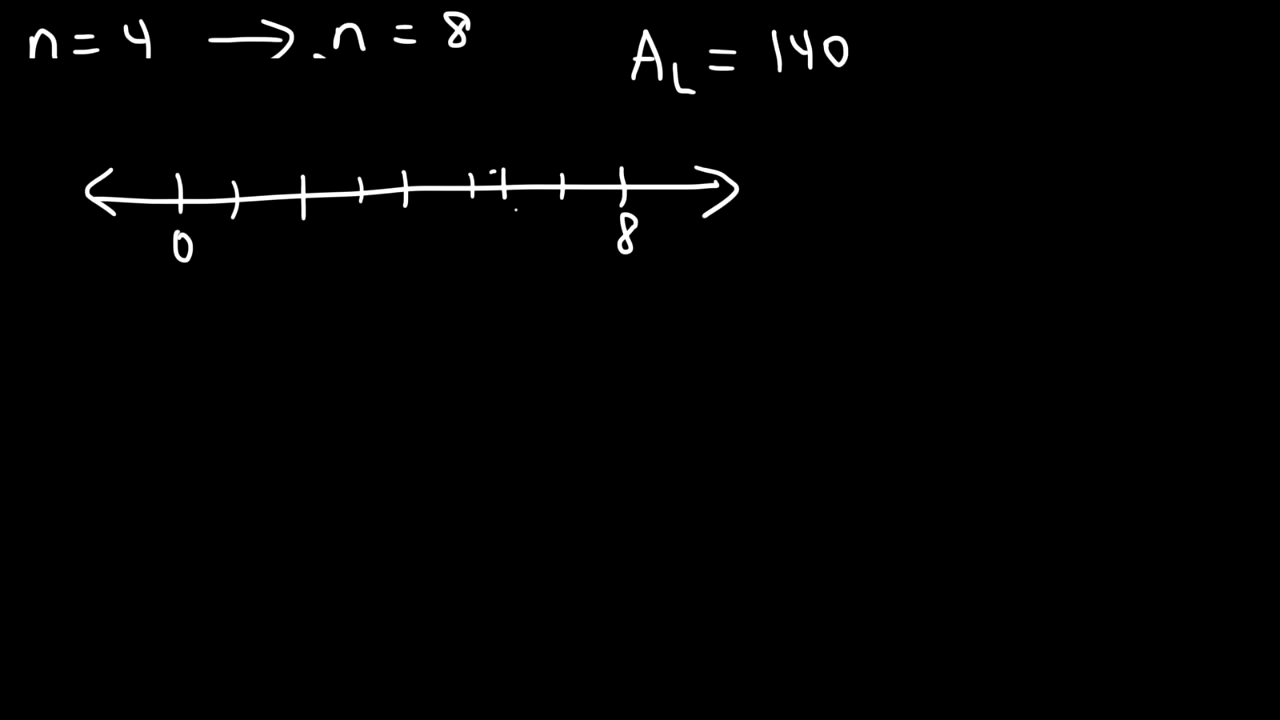 n = 4 ⟶ n = 8
A_L = 140
0 8